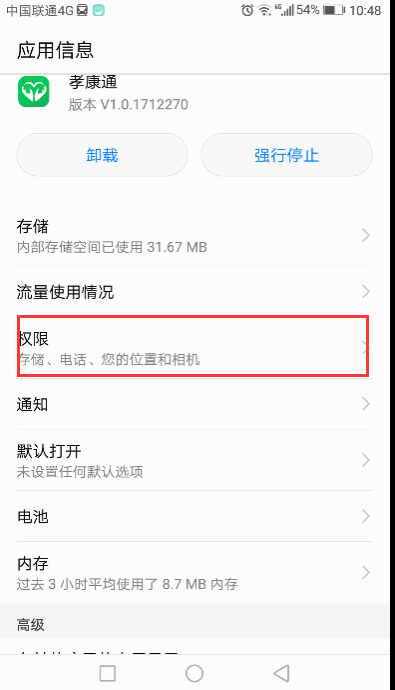 中国联通4G 4G 54% 10:48
应用信息
孝康通
版本 V1.0.1712270
卸载 强行停止
存储
内部存储空间已使用 31.67 MB
流量使用情况
权限
存储、电话、您的位置和相机
通知
默认打开
未设置任何默认选项
电池
内存
过去 3 小时平均使用了 8.7 MB 内存
高级